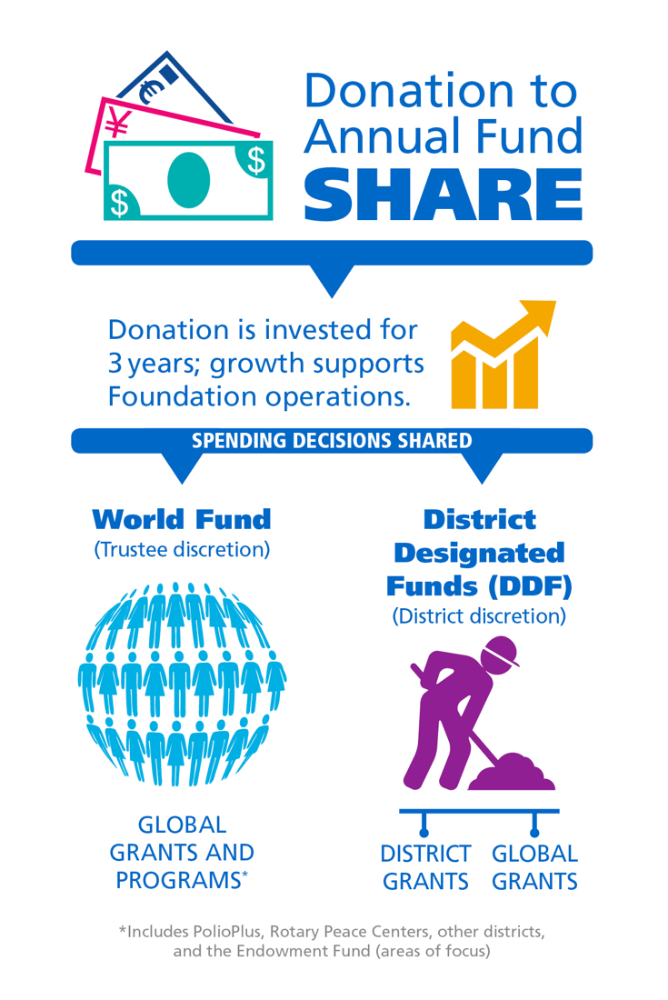 €
¥
$
$
Donation to
Annual Fund
SHARE
Donation is invested for
3 years; growth supports
Foundation operations.
SPENDING DECISIONS SHARED
World Fund
(Trustee discretion)
GLOBAL
GRANTS AND
PROGRAMS*
District
Designated
Funds (DDF)
(District discretion)
DISTRICT
GRANTS
GLOBAL
GRANTS
*Includes PolioPlus, Rotary Peace Centers, other districts,
and the Endowment Fund (areas of focus)